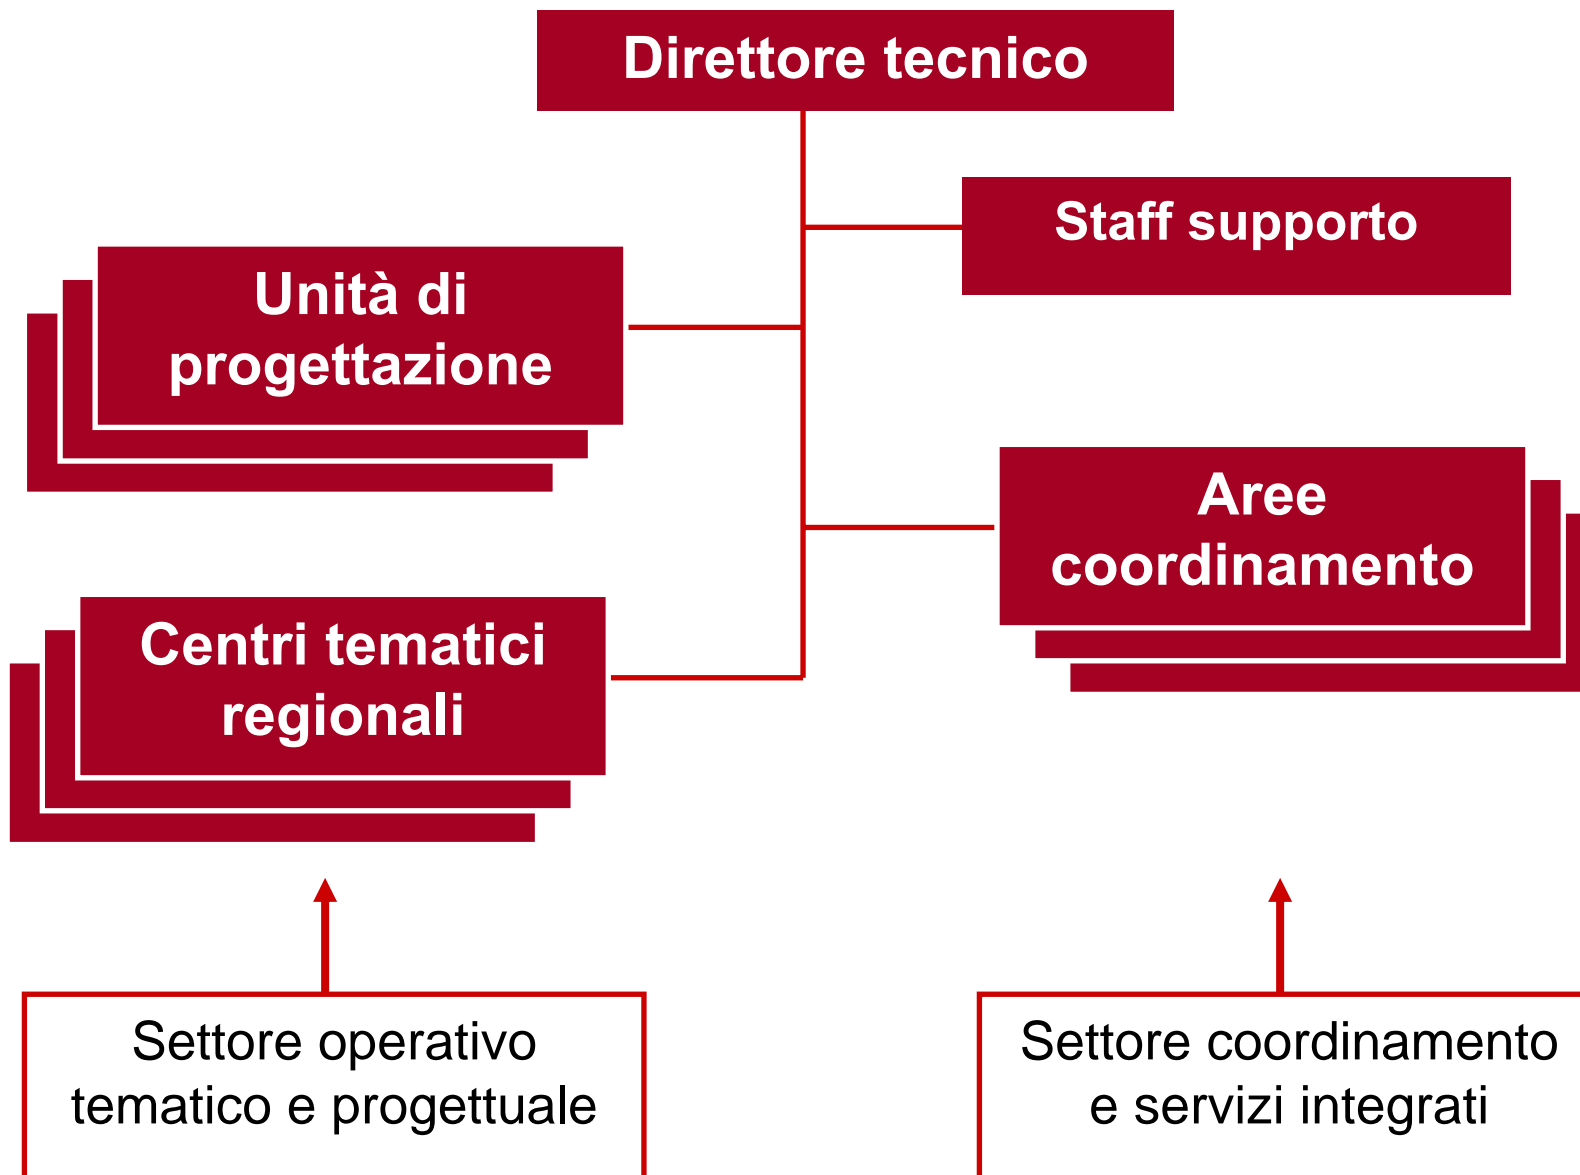 Direttore tecnico
Staff supporto
Unità di
progettazione
Aree
coordinamento
Centri tematici
regionali
Settore operativo
tematico e progettuale
Settore coordinamento
e servizi integrati